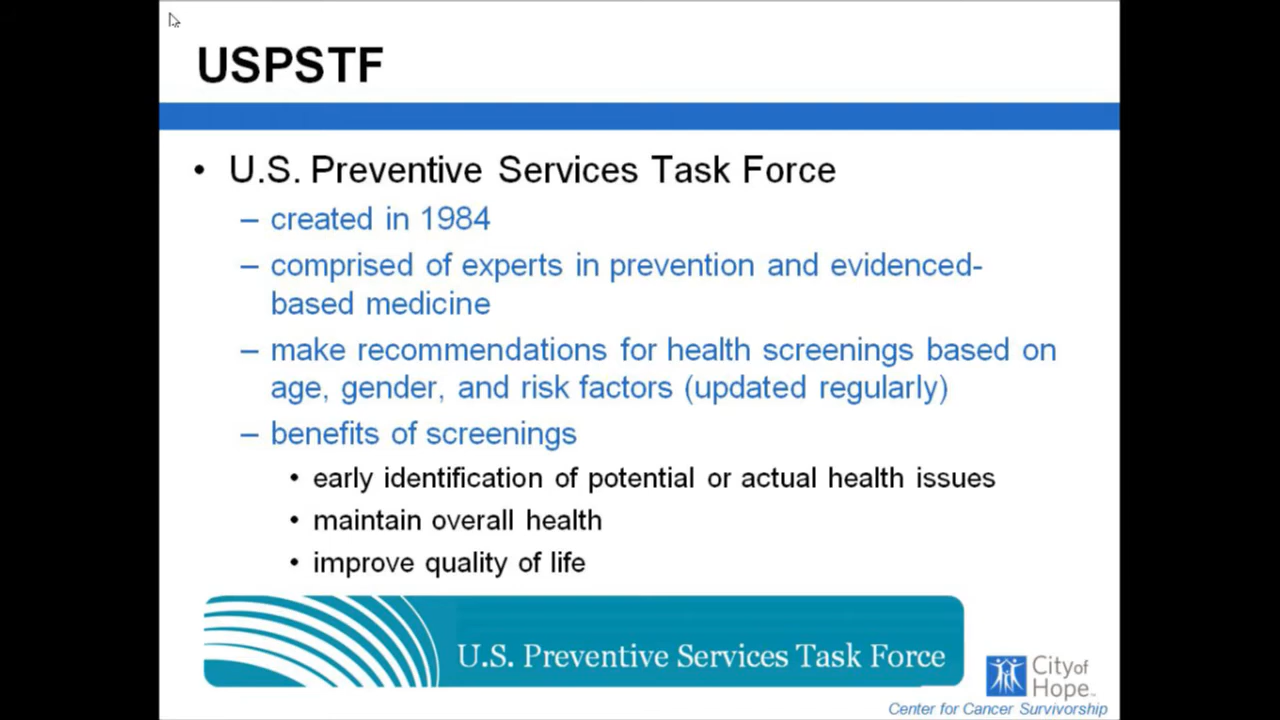 USPSTF
• U.S. Preventive Services Task Force
– created in 1984
– comprised of experts in prevention and evidenced-
based medicine
– make recommendations for health screenings based on
age, gender, and risk factors (updated regularly)
– benefits of screenings
• early identification of potential or actual health issues
• maintain overall health
• improve quality of life
U.S. Preventive Services Task Force
Cityof
Hope™
Center for Cancer Survivorship